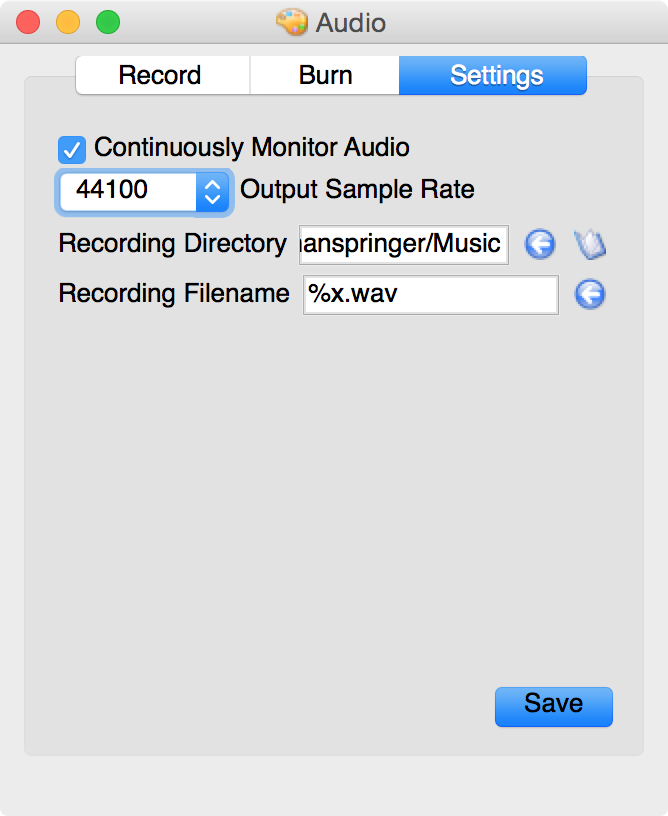 Audio
Record Burn Settings
Continuously Monitor Audio
44100 Output Sample Rate
Recording Directory anspringer/Music
Recording Filename %x.wav
Save